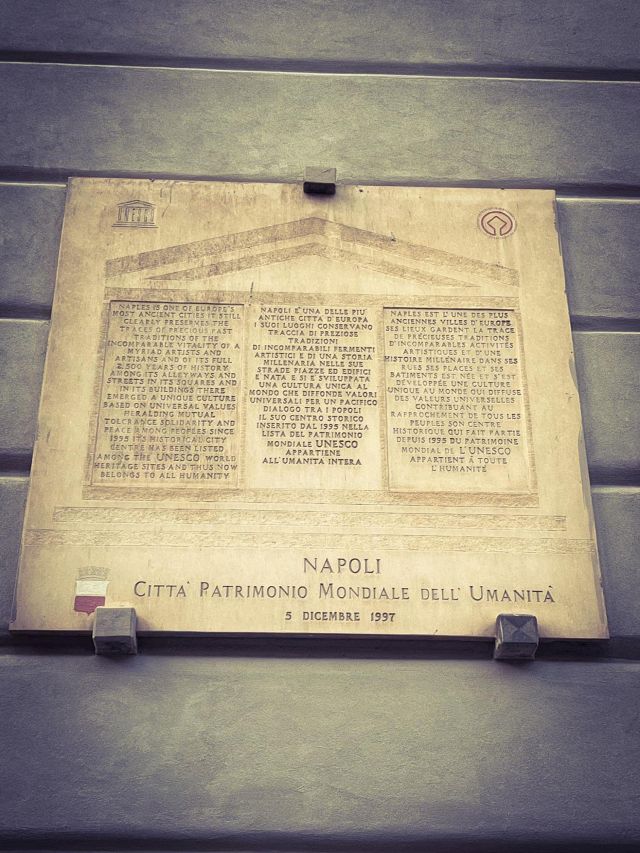 UNESCO
NAPLES IS ONE OF EUROPE'S
MOST ANCIENT CITIES IT STILL
CLEARLY PRESERVES THE
TRACES OF PRECIOUS PAST
TRADITIONS OF THE
INCOMPARABLE VITALITY OF A
MYRIAD ARTISTS AND
ARTISANS AND OF ITS FULL
2,500 YEARS OF HISTORY
AMONG ITS ALLEYWAYS AND
STREETS IN ITS SQUARES AND
IN ITS BUILDINGS THERE
EMERGED A UNIQUE CULTURE
BASED ON UNIVERSAL VALUES
HERALDING MUTUAL
TOLERANCE SOLIDARITY AND
PEACE AMONG PEOPLES SINCE
1995 ITS HISTORICAL CITY
CENTRE HAS BEEN LISTED
AMONG THE UNESCO WORLD
HERITAGE SITES AND THUS NOW
BELONGS TO ALL HUMANITY
NAPOLI E' UNA DELLE PIU'
ANTICHE CITTA' D'EUROPA
I SUOI LUOGHI CONSERVANO
TRACCIA DI PREZIOSE
TRADIZIONI
DI INCOMPARABILI FERMENTI
ARTISTICI E DI UNA STORIA
MILLENARIA NELLE SUE
STRADE PIAZZE ED EDIFICI
E NATA E SI E' SVILUPPATA
UNA CULTURA UNICA AL
MONDO CHE DIFFONDE VALORI
UNIVERSALI PER UN PACIFICO
DIALOGO TRA I POPOLI
IL SUO CENTRO STORICO
INSERITO DAL 1995 NELLA
LISTA DEL PATRIMONIO
MONDIALE UNESCO
APPARTIENE
ALL'UMANITA INTERA
NAPLES EST L'UNE DES PLUS
ANCIENNES VILLES D'EUROPE
SES LIEUX GARDENT LA TRACE
DE PRÉCIEUSES TRADITIONS
D'INCOMPARABLES ACTIVITÉS
ARTISTIQUES ET D'UNE
HISTOIRE MILLÉNAIRE DANS SES
RUES SES PLACES ET SES
BATIMENTS EST NÉE ET S'EST
DÉVELOPPÉE UNE CULTURE
UNIQUE AU MONDE QUI DIFFUSE
DES VALEURS UNIVERSELLES
CONTRIBUANT AU
RAPPROCHEMENT DE TOUS LES
PEUPLES SON CENTRE
HISTORIQUE QUI FAIT PARTIE
DEPUIS 1995 DU PATRIMOINE
MONDIAL DE L'UNESCO
APPARTIENT À TOUTE
L'HUMANITÉ
NAPOLI
CITTA' PATRIMONIO MONDIALE DELL' UMANITÀ
5 DICEMBRE 1997